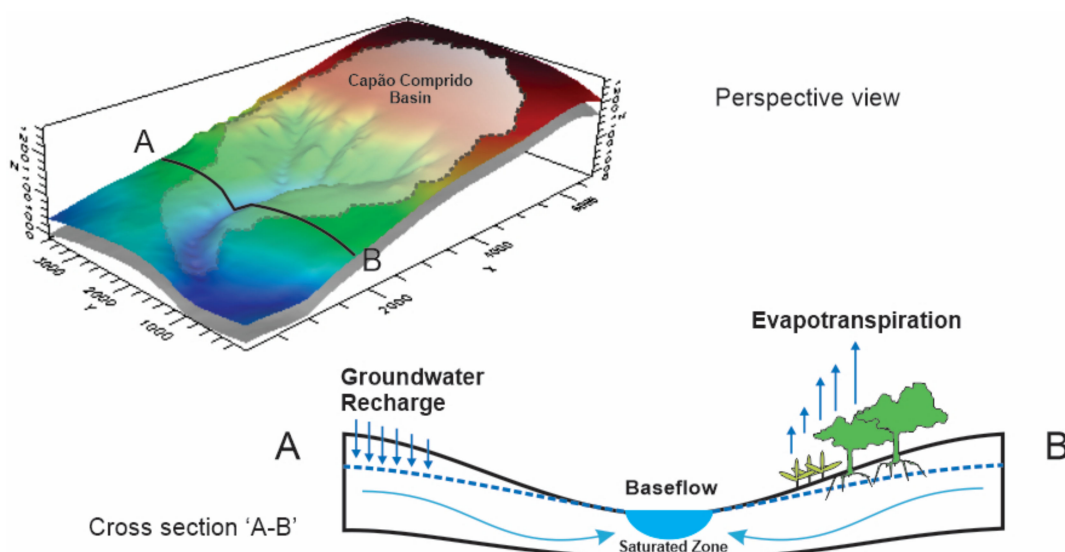 Capão Comprido
Basin
Perspective view
A
B
Z
Z
3000
2000
1000
Y
2000
4000
X
Evapotranspiration
Groundwater
Recharge
A
B
Baseflow
Cross section 'A-B'
Saturated Zone